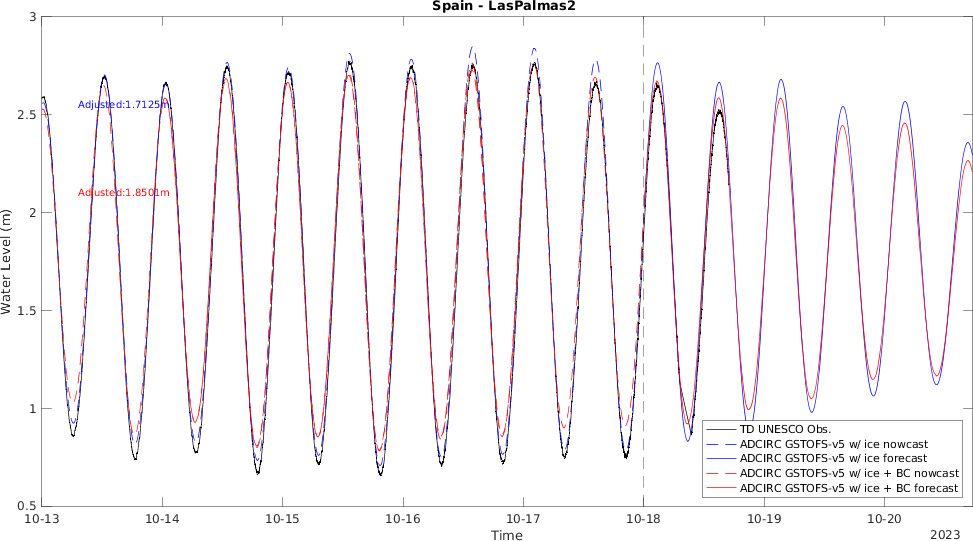 Spain - LasPalmas2
3
2.5
2
1.5
1
0.5
Water Level (m)
Adjusted:1.7125m
Adjusted:1.8501m
TD UNESCO Obs.
ADCIRC GSTOFS-v5 w/ ice nowcast
ADCIRC GSTOFS-v5 w/ ice forecast
ADCIRC GSTOFS-v5 w/ ice + BC nowcast
ADCIRC GSTOFS-v5 w/ ice + BC forecast
10-13 10-14 10-15 10-16 10-17 10-18 10-19 10-20
Time
2023